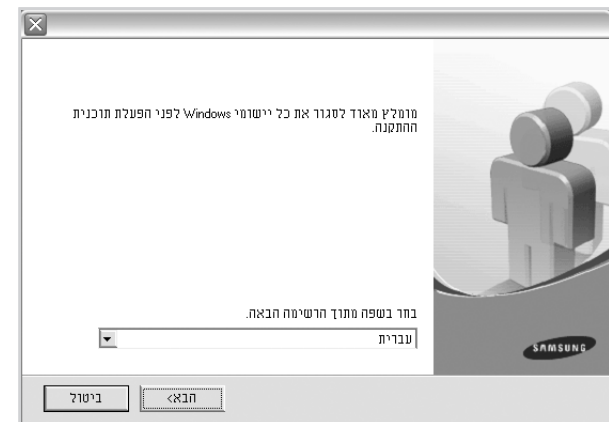 מומלץ מאוד לסגור את כל יישומי Windows לפני הפעלת תוכנית
ההתקנה.
בחר בשפה מתוך הרשימה הבאה.
עברית
SAMSUNG
הבא>
ביטול